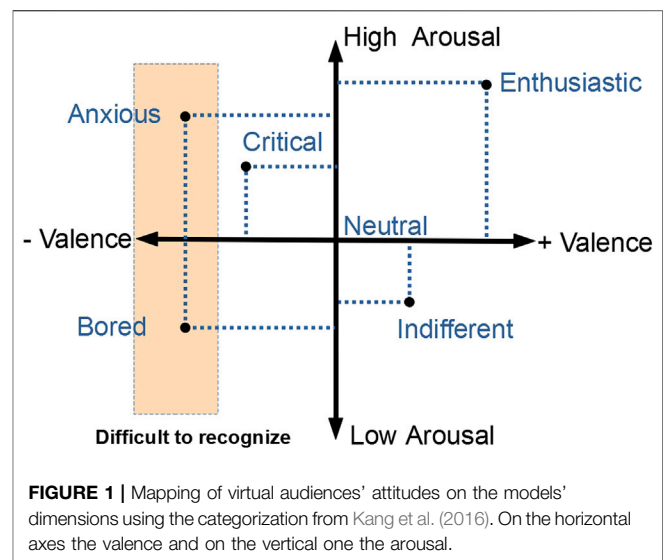 High Arousal
Enthusiastic
Anxious
Critical
Neutral
- Valence
+ Valence
Bored
Indifferent
Difficult to recognize
Low Arousal
FIGURE 1 | Mapping of virtual audiences’ attitudes on the models’
dimensions using the categorization from Kang et al. (2016). On the horizontal
axes the valence and on the vertical one the arousal.